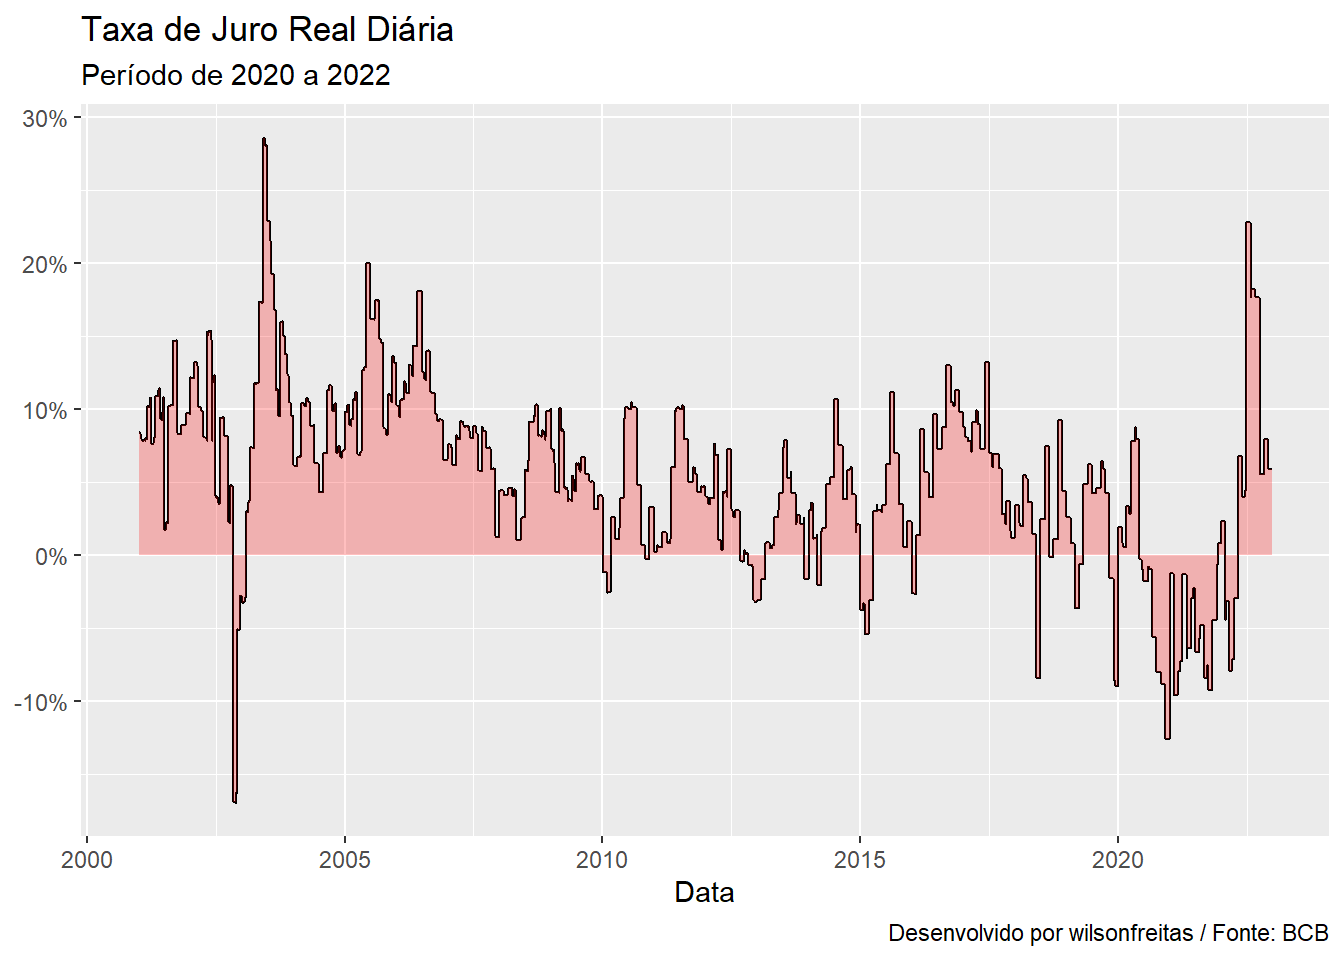 Taxa de Juro Real Diária
Período de 2020 a 2022
30%
20%
10%
0%
-10%
2000 2005 2010 2015 2020
Data
Desenvolvido por wilsonfreitas / Fonte: BCB